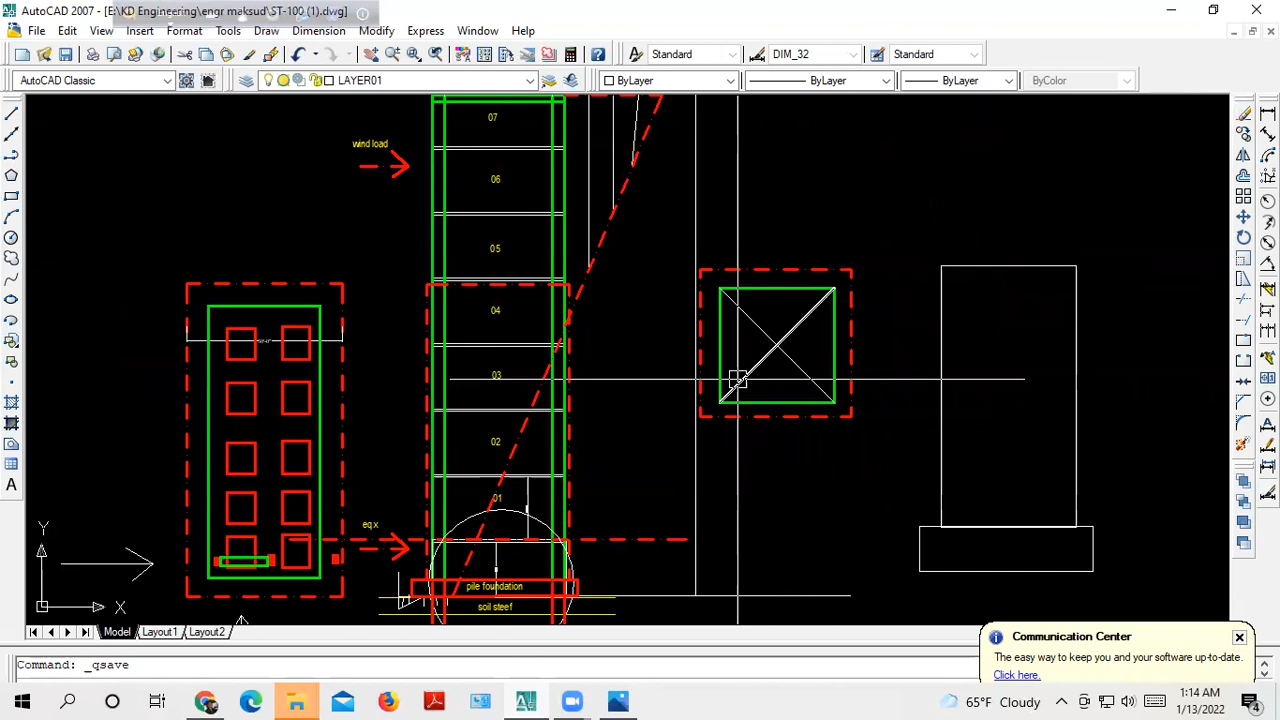 AutoCAD 2007 - [E:\KD Engineering\engr maksud\ST-100 (1).dwg]
File Edit View Insert Format Tools Draw Dimension Modify Express Window Help
Standard DIM_32 Standard
AutoCAD Classic LAYER01 ByLayer ByLayer ByLayer ByColor
07
wind load
06
05
04
03
02
01
eq.x
pile foundation
soil steef
Y
X
Model Layout1 Layout2
Communication Center
The easy way to keep you and your software up-to-date.
Click here.
Command: _qsave
65°F Cloudy
1:14 AM
1/13/2022
4